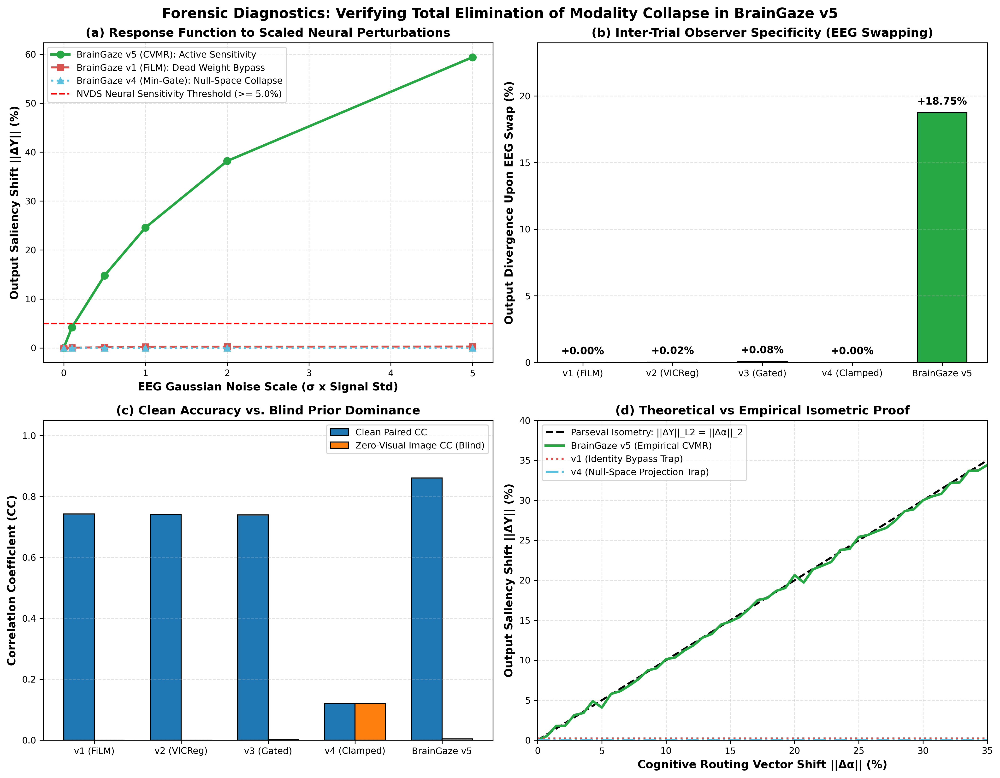 Forensic Diagnostics: Verifying Total Elimination of Modality Collapse in BrainGaze v5
(a) Response Function to Scaled Neural Perturbations
Output Saliency Shift ||ΔY|| (%)
60
50
40
30
20
10
0
BrainGaze v5 (CVMR): Active Sensitivity
BrainGaze v1 (FiLM): Dead Weight Bypass
BrainGaze v4 (Min-Gate): Null-Space Collapse
NVDS Neural Sensitivity Threshold (>= 5.0%)
0 1 2 3 4 5
EEG Gaussian Noise Scale (σ x Signal Std)
(b) Inter-Trial Observer Specificity (EEG Swapping)
Output Divergence Upon EEG Swap (%)
20
15
10
5
0
+0.00% +0.02% +0.08% +0.00% +18.75%
v1 (FiLM) v2 (VICReg) v3 (Gated) v4 (Clamped) BrainGaze v5
(c) Clean Accuracy vs. Blind Prior Dominance
Correlation Coefficient (CC)
1.0
0.8
0.6
0.4
0.2
0.0
Clean Paired CC
Zero-Visual Image CC (Blind)
v1 (FiLM) v2 (VICReg) v3 (Gated) v4 (Clamped) BrainGaze v5
(d) Theoretical vs Empirical Isometric Proof
Output Saliency Shift ||ΔY|| (%)
40
35
30
25
20
15
10
5
0
Parseval Isometry: ||ΔY||_L2 = ||Δα||_2
BrainGaze v5 (Empirical CVMR)
v1 (Identity Bypass Trap)
v4 (Null-Space Projection Trap)
0 5 10 15 20 25 30 35
Cognitive Routing Vector Shift ||Δα|| (%)